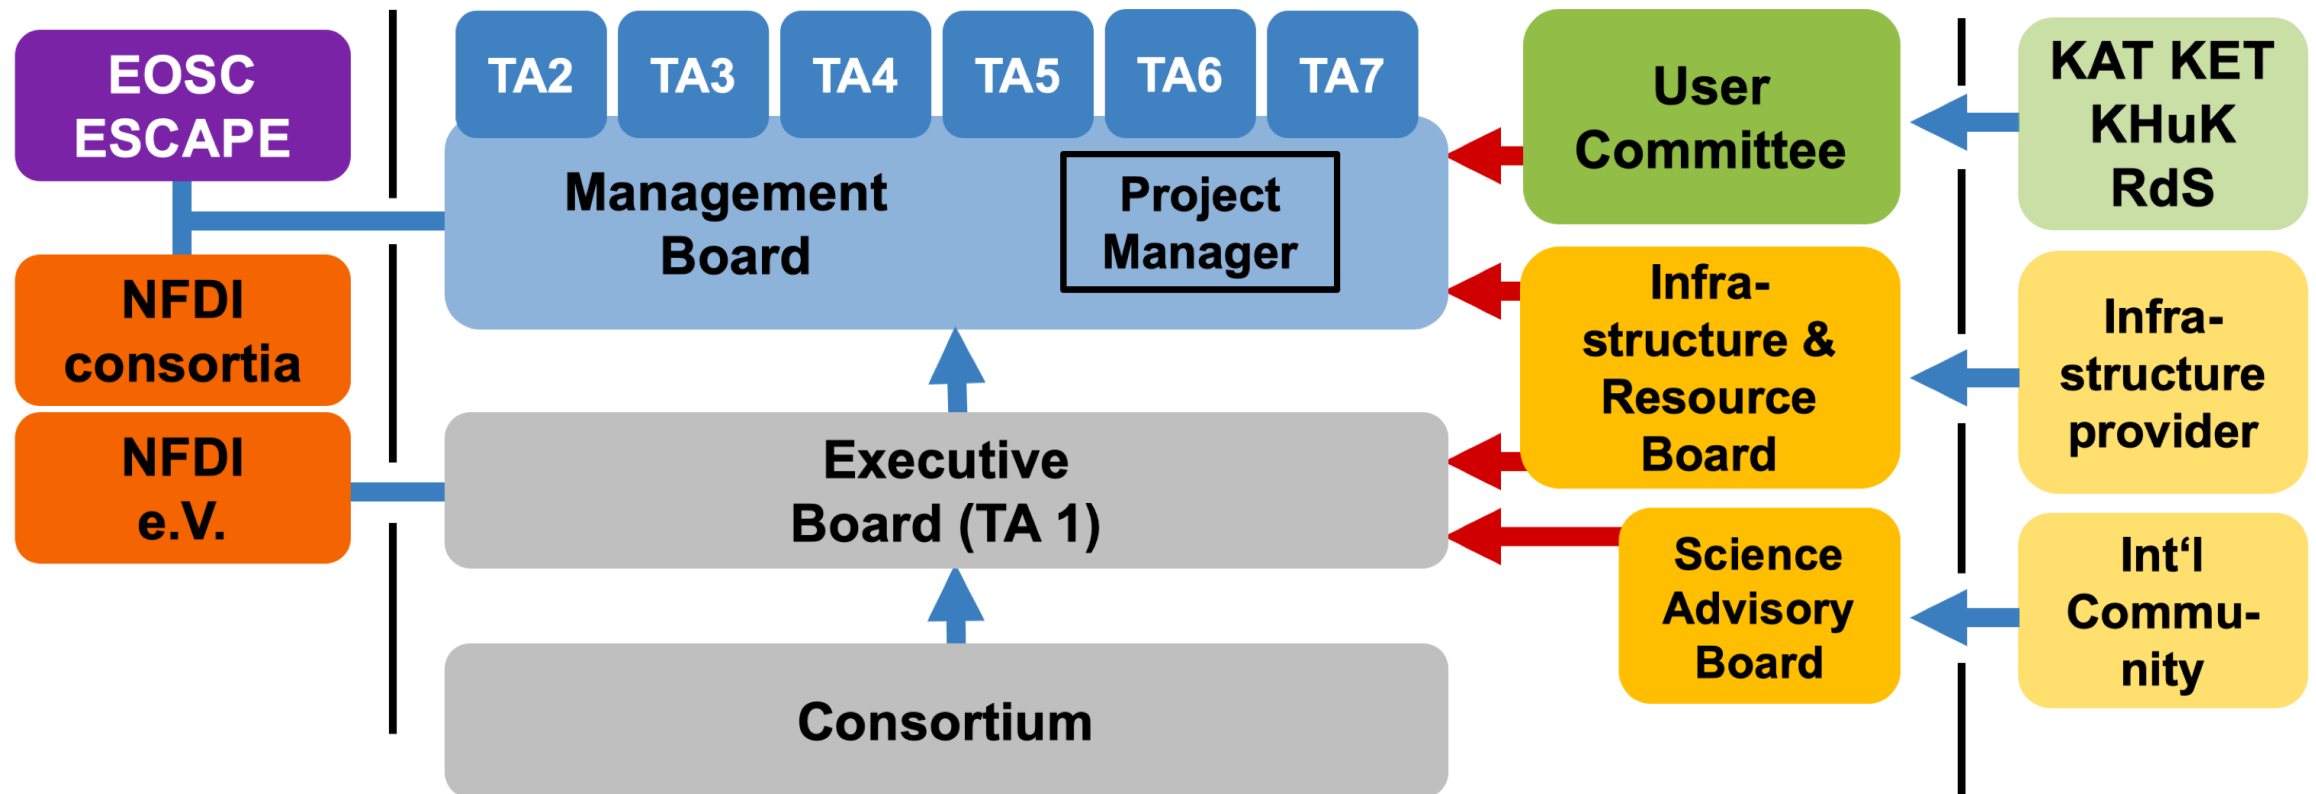 EOSC
ESCAPE
NFDI
consortia
NFDI
e.V.
TA2
TA3
TA4
TA5
TA6
TA7
Management
Board
Project
Manager
Executive
Board (TA 1)
Consortium
User
Committee
Infra-
structure &
Resource
Board
Science
Advisory
Board
KAT KET
KHuK
RdS
Infra-
structure
provider
Int‘l
Commu-
nity